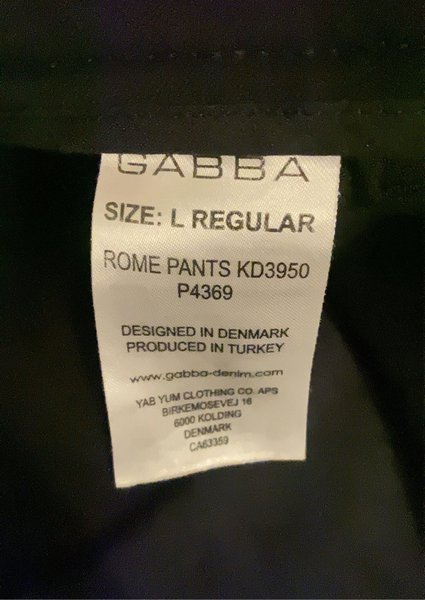 GABBA
SIZE: L REGULAR
ROME PANTS KD3950
P4369
DESIGNED IN DENMARK
PRODUCED IN TURKEY
www.gabba-denim.com
YAB YUM CLOTHING CO. APS
BIRKEMOSEVEJ 16
6000 KOLDING
DENMARK
CA63359